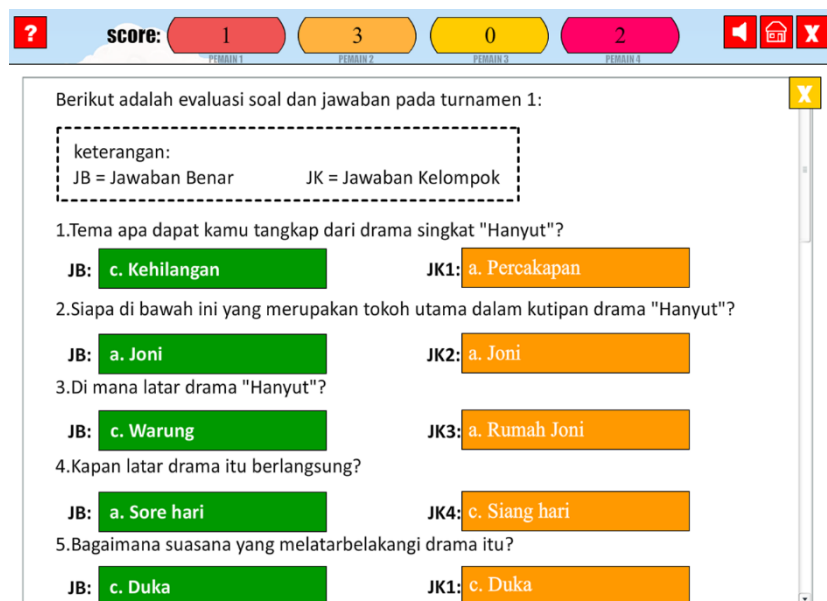 ?
score:
1
3
0
2
X
PEMAIN 1
PEMAIN 2
PEMAIN 3
PEMAIN 4
X
Berikut adalah evaluasi soal dan jawaban pada turnamen 1:
keterangan:
JB = Jawaban Benar JK = Jawaban Kelompok
1.Tema apa dapat kamu tangkap dari drama singkat "Hanyut"?
JB: c. Kehilangan JK1: a. Percakapan
2.Siapa di bawah ini yang merupakan tokoh utama dalam kutipan drama "Hanyut"?
JB: a. Joni JK2: a. Joni
3.Di mana latar drama "Hanyut"?
JB: c. Warung JK3: a. Rumah Joni
4.Kapan latar drama itu berlangsung?
JB: a. Sore hari JK4: c. Siang hari
5.Bagaimana suasana yang melatarbelakangi drama itu?
JB: c. Duka JK1: c. Duka